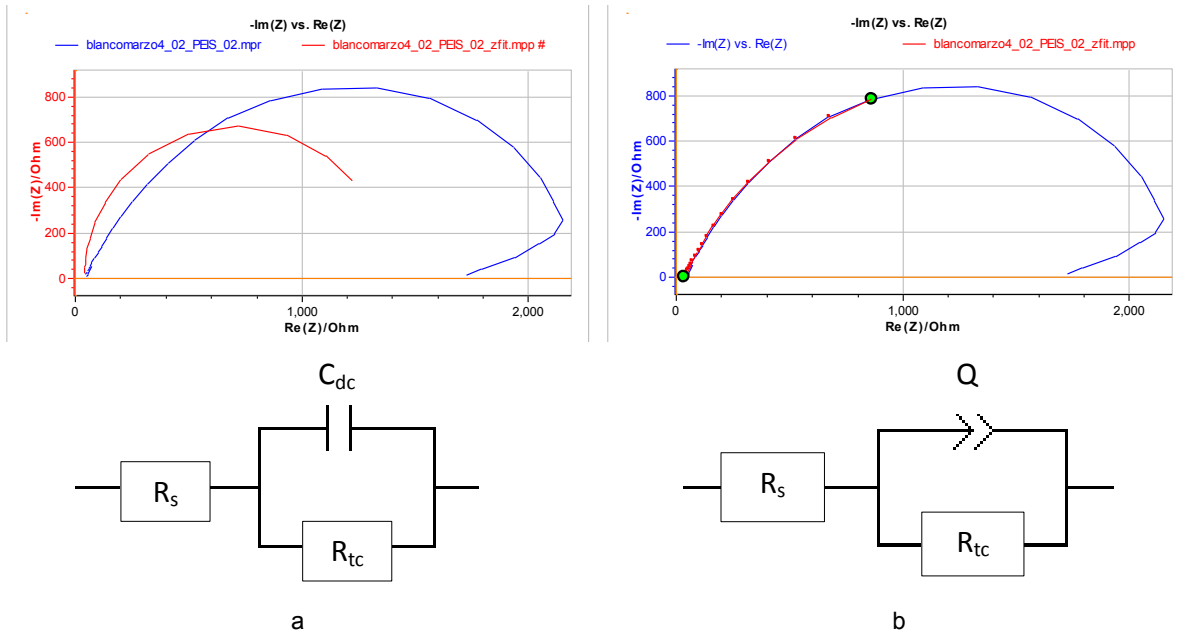 -Im(Z) vs. Re(Z)
blancomarzo4_02_PEIS_02.mpr
blancomarzo4_02_PEIS_02_zfit.mpp #
800
600
400
200
0
-Im(Z)/Ohm
0
1,000
2,000
Re(Z)/Ohm
-Im(Z) vs. Re(Z)
-Im(Z) vs. Re(Z)
blancomarzo4_02_PEIS_02_zfit.mpp
800
600
400
200
0
-Im(Z)/Ohm
0
1,000
2,000
Re(Z)/Ohm
Cdc
Rs
Rtc
a
Q
Rs
Rtc
b